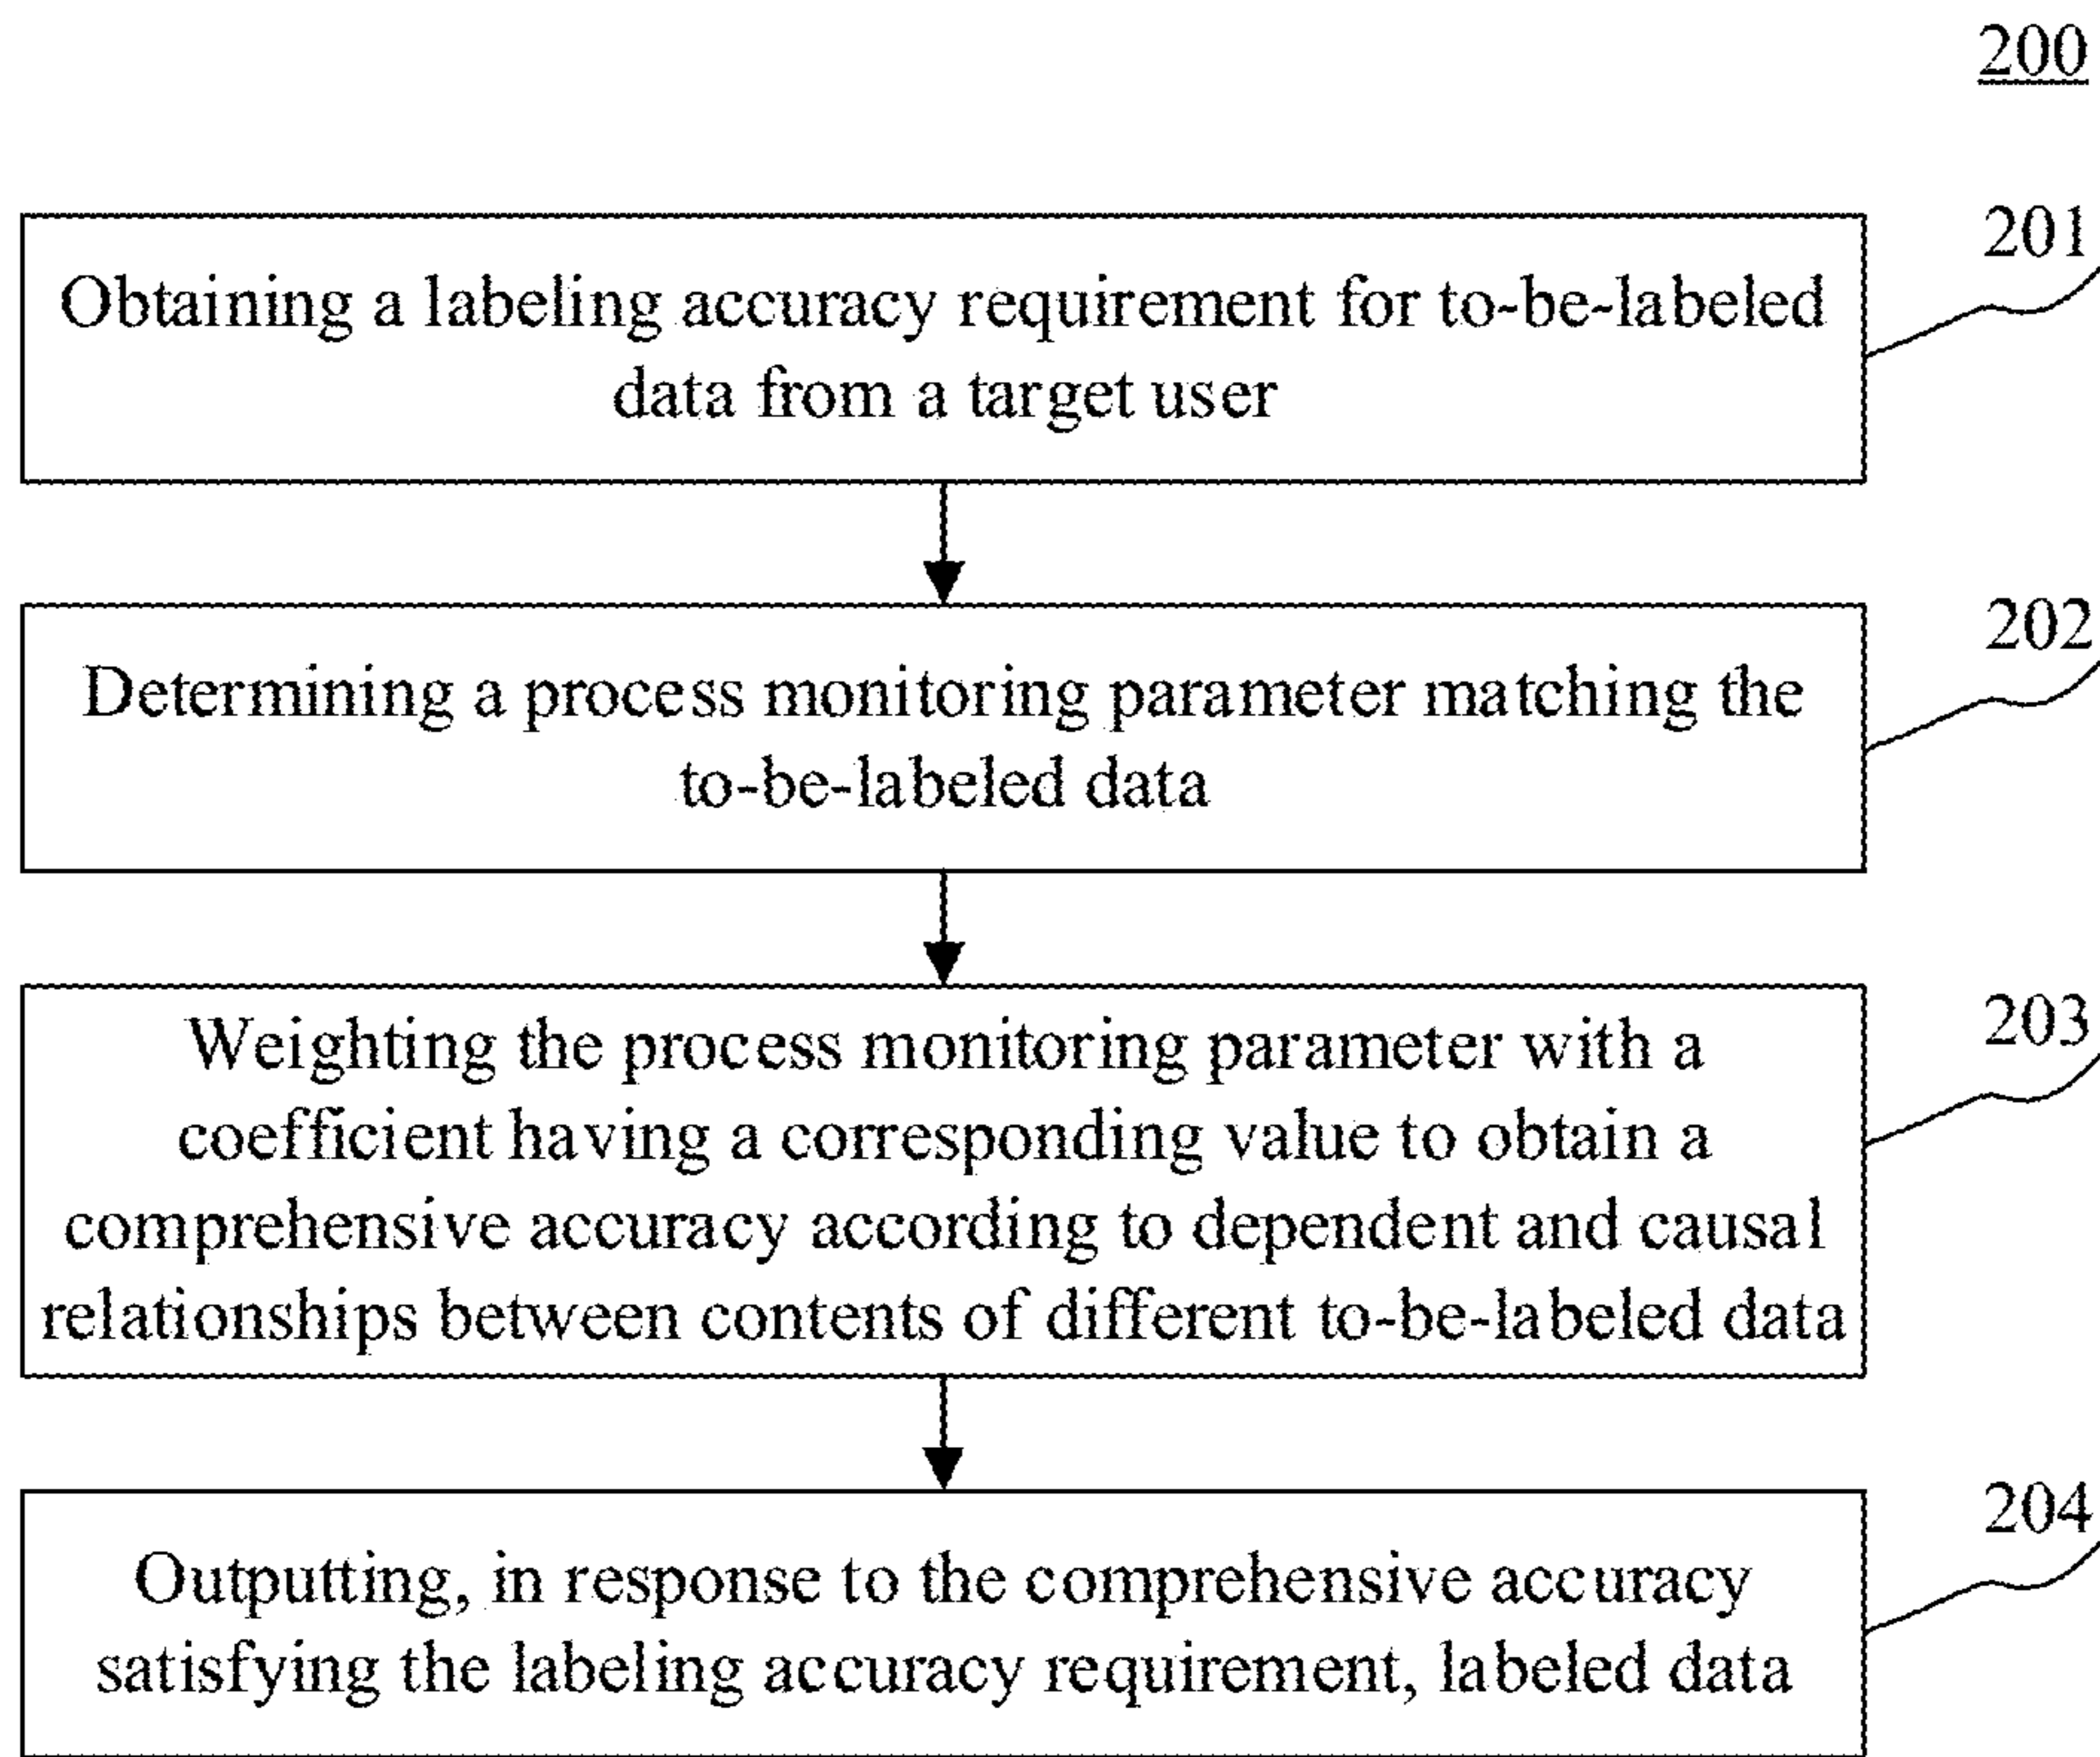 200
201
Obtaining a labeling accuracy requirement for to-be-labeled
data from a target user
202
Determining a process monitoring parameter matching the
to-be-labeled data
203
Weighting the process monitoring parameter with a
coefficient having a corresponding value to obtain a
comprehensive accuracy according to dependent and causal
relationships between contents of different to-be-labeled data
204
Outputting, in response to the comprehensive accuracy
satisfying the labeling accuracy requirement, labeled data